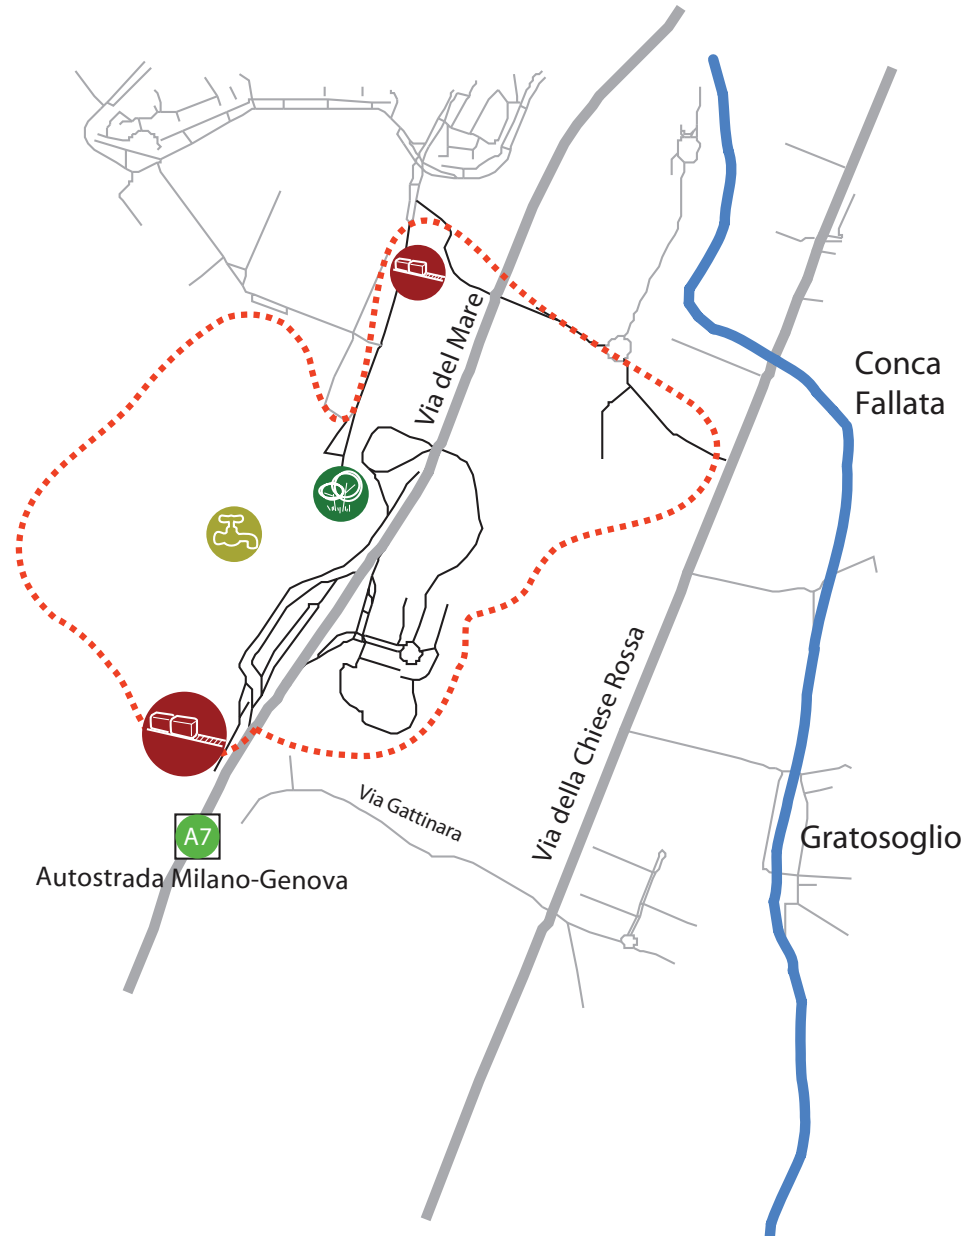 Via del Mare
Conca
Fallata
Via della Chiese Rossa
Via Gattinara
A7
Gratosoglio
Autostrada Milano-Genova